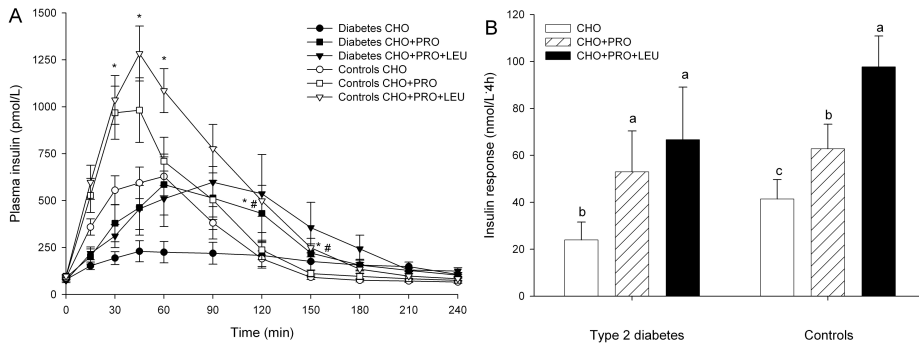 A
Plasma insulin (pmol/L)
1500
1250
1000
750
500
250
0
0 30 60 90 120 150 180 210 240
Time (min)
Diabetes CHO
Diabetes CHO+PRO
Diabetes CHO+PRO+LEU
Controls CHO
Controls CHO+PRO
Controls CHO+PRO+LEU
*
*
*
* #
* #
B
Insulin response (nmol/L'4h)
120
100
80
60
40
20
0
CHO
CHO+PRO
CHO+PRO+LEU
b
a
a
c
b
a
Type 2 diabetes
Controls